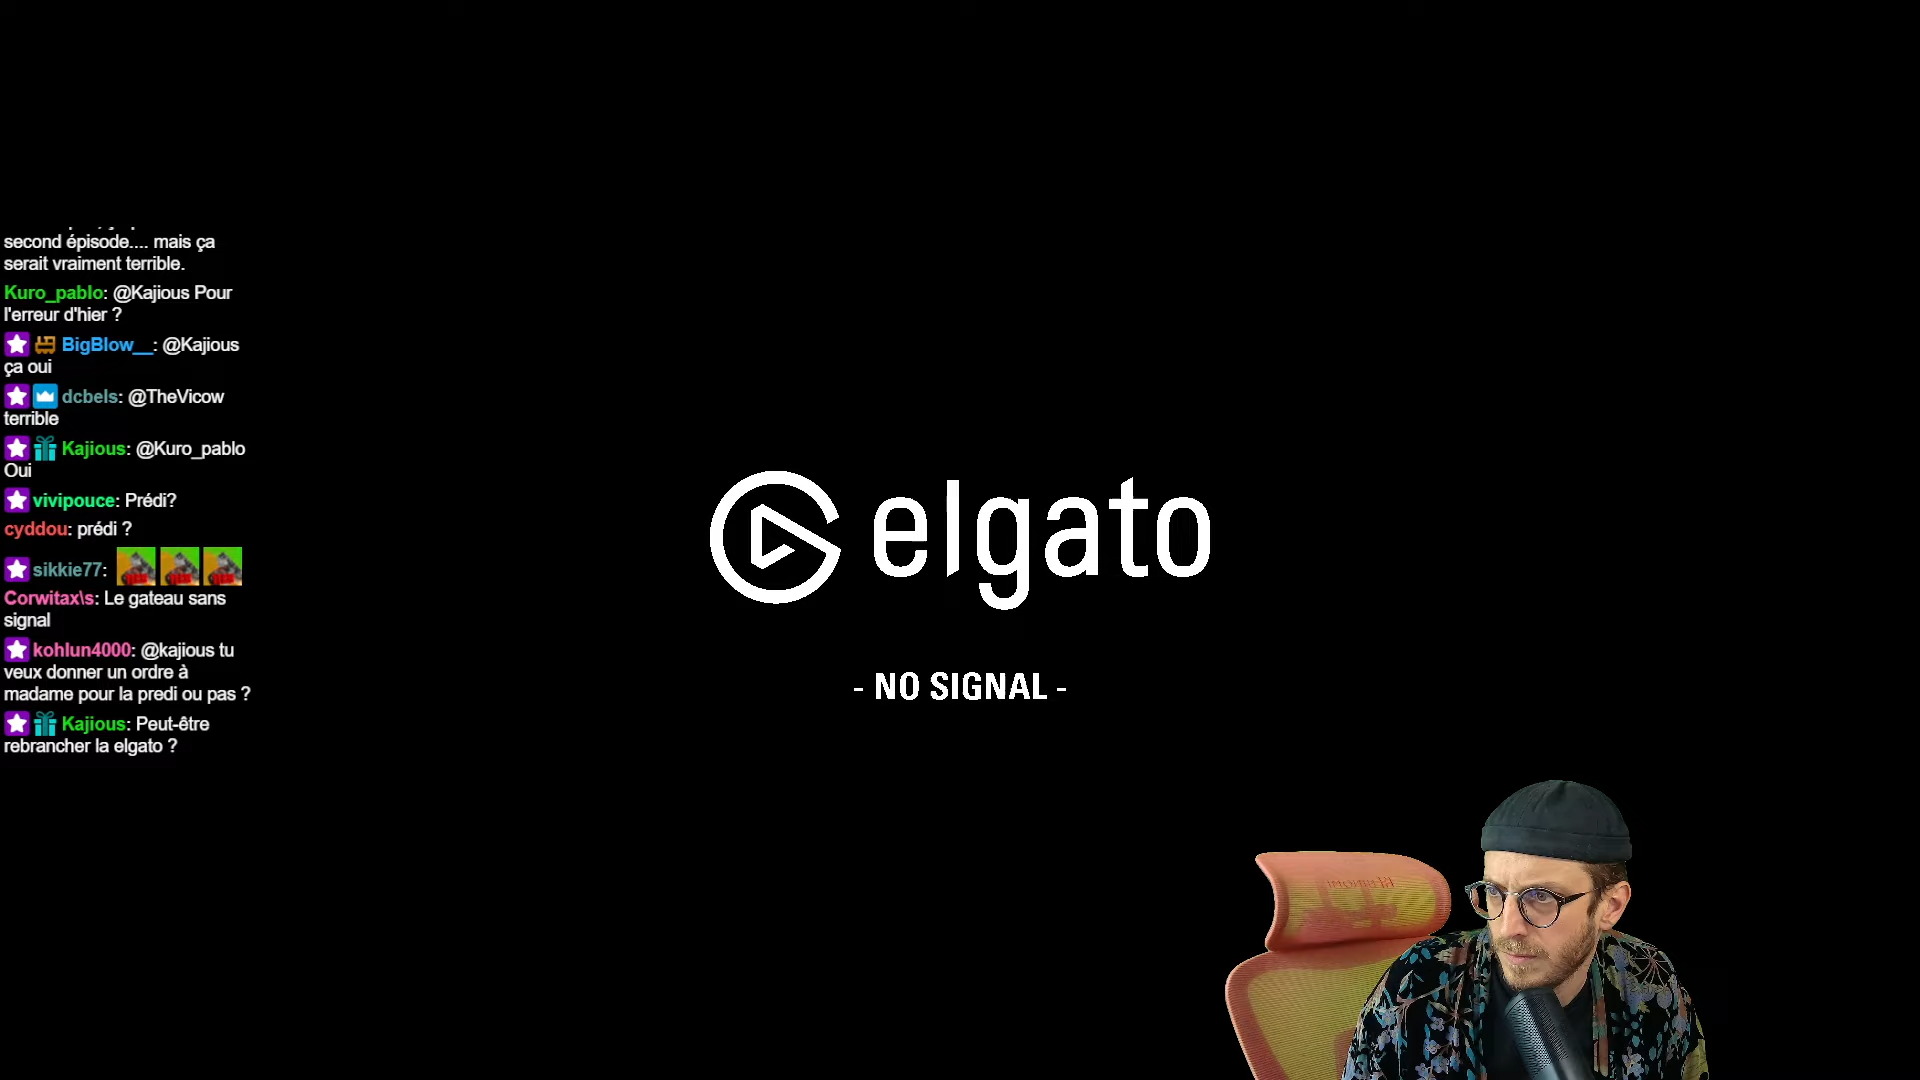 second épisode.... mais ça
serait vraiment terrible.
Kuro_pablo: @Kajious Pour
l'erreur d'hier ?
BigBlow__: @Kajious
ça oui
dcbels: @TheVicow
terrible
Kajious: @Kuro_pablo
Oui
vivipouce: Prédi?
cyddou: prédi ?
sikkie77:
Corwitax\s: Le gateau sans
signal
kohlun4000: @kajious tu
veux donner un ordre à
madame pour la predi ou pas ?
Kajious: Peut-être
rebrancher la elgato ?
elgato
- NO SIGNAL -